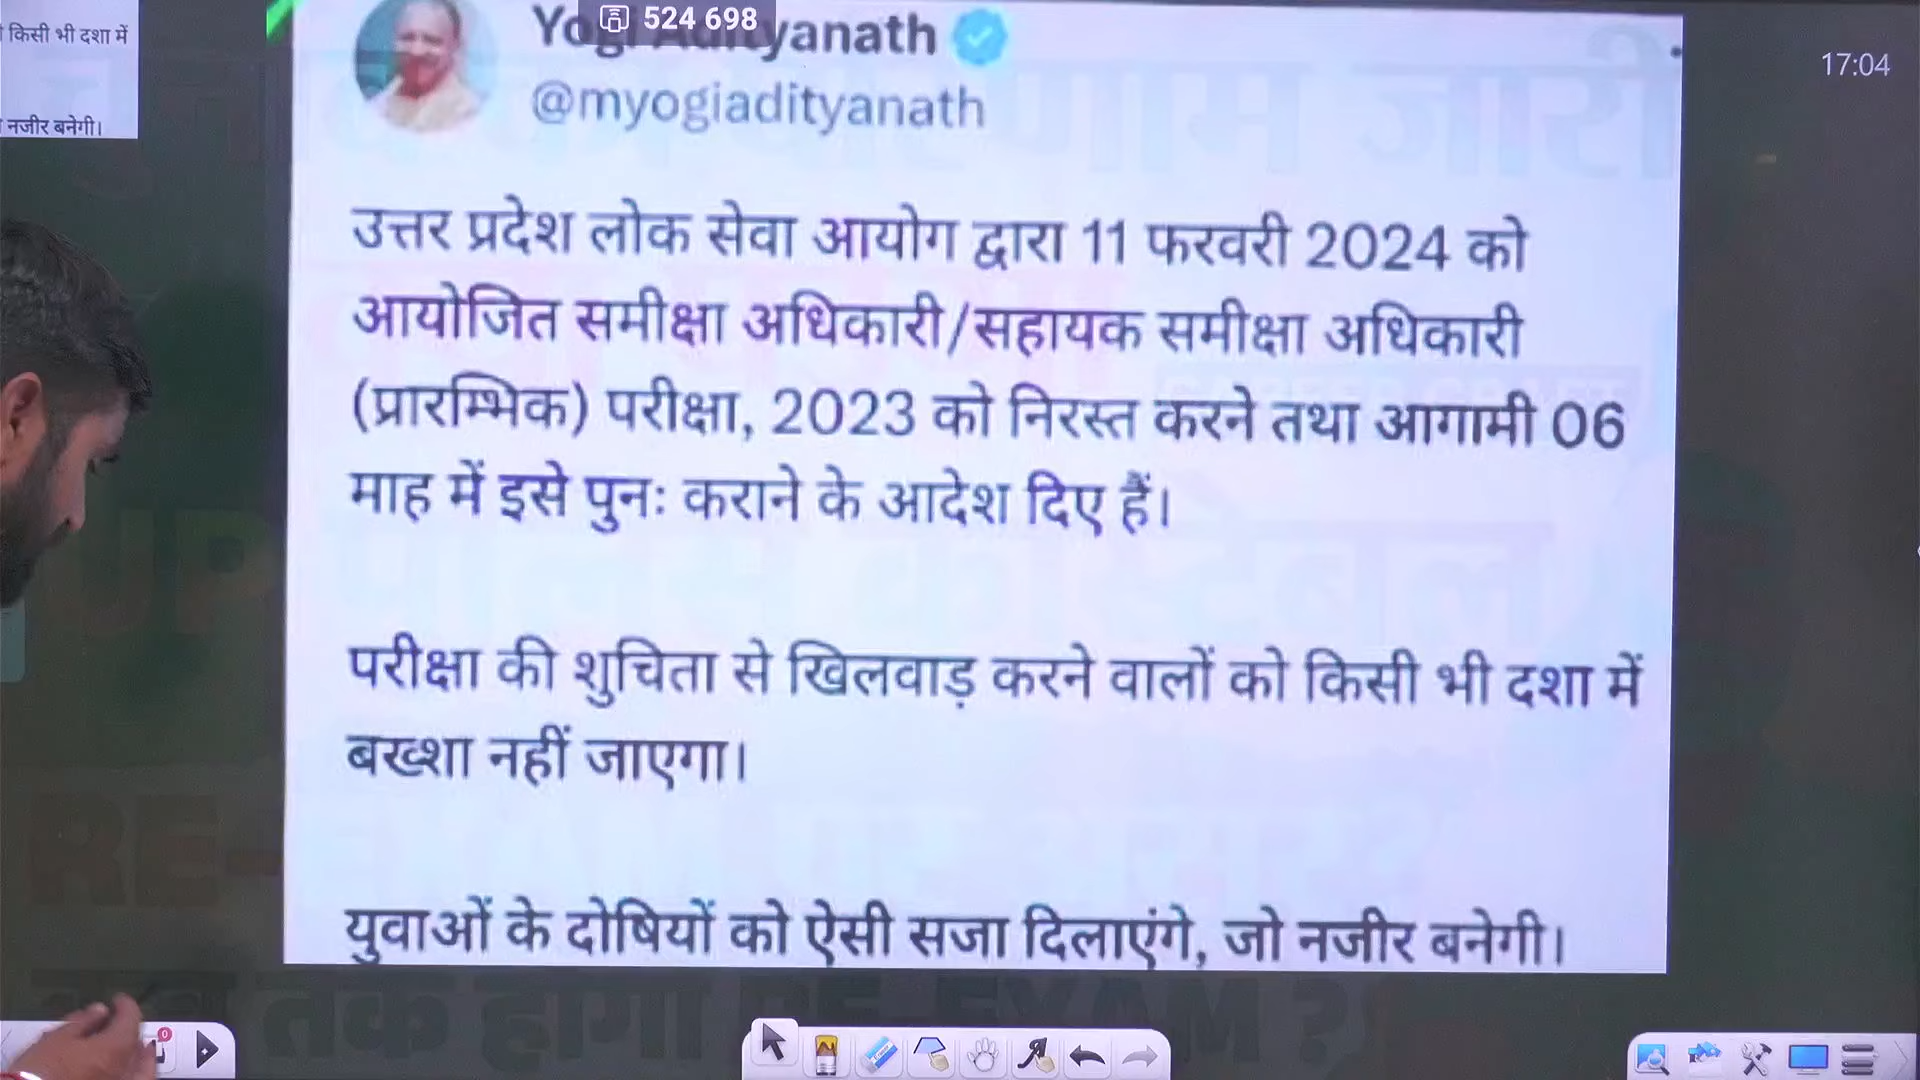 किसी भी दशा में
नजीर बनेगी।
524 698
17:04
Yogi Adityanath
@myogiadityanath
उत्तर प्रदेश लोक सेवा आयोग द्वारा 11 फरवरी 2024 को
आयोजित समीक्षा अधिकारी/सहायक समीक्षा अधिकारी
(प्रारम्भिक) परीक्षा, 2023 को निरस्त करने तथा आगामी 06
माह में इसे पुनः कराने के आदेश दिए हैं।
परीक्षा की शुचिता से खिलवाड़ करने वालों को किसी भी दशा में
बख्शा नहीं जाएगा।
युवाओं के दोषियों को ऐसी सजा दिलाएंगे, जो नजीर बनेगी।